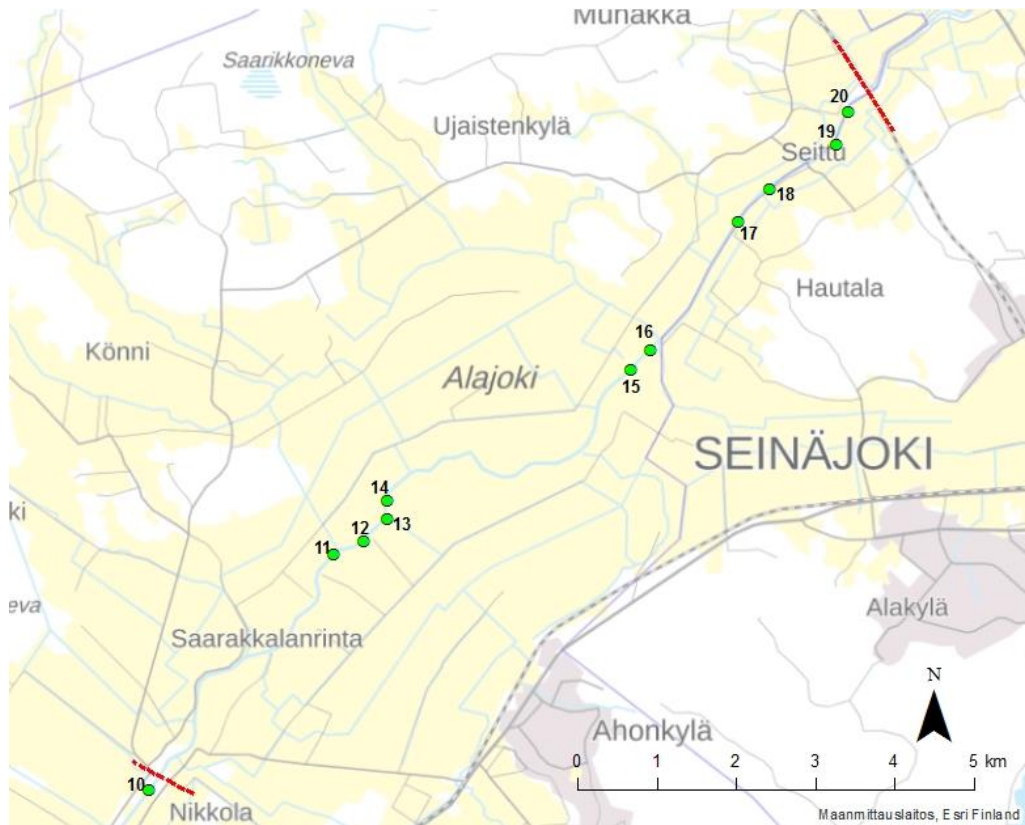 Munakka
Saarikkoneva
Ujaistenkylä
20
19
Seittu
18
17
Hautala
16
Könni
Alajoki
15
SEINÄJOKI
14
13
12
11
ki
eva
Alakylä
Saarakkalanrinta
N
Ahonkylä
0 1 2 3 4 5 km
10
Nikkola
Maanmittauslaitos, Esri Finland